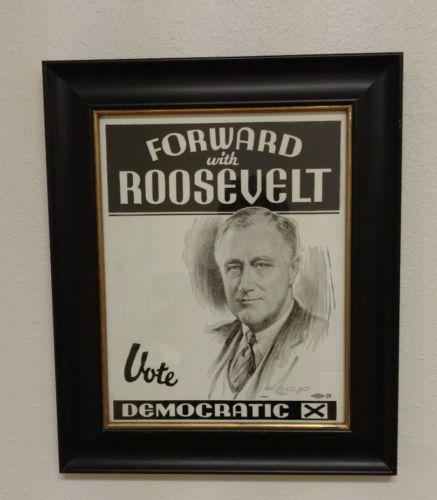 FORWARD
with
ROOSEVELT
Vote
DEMOCRATIC X